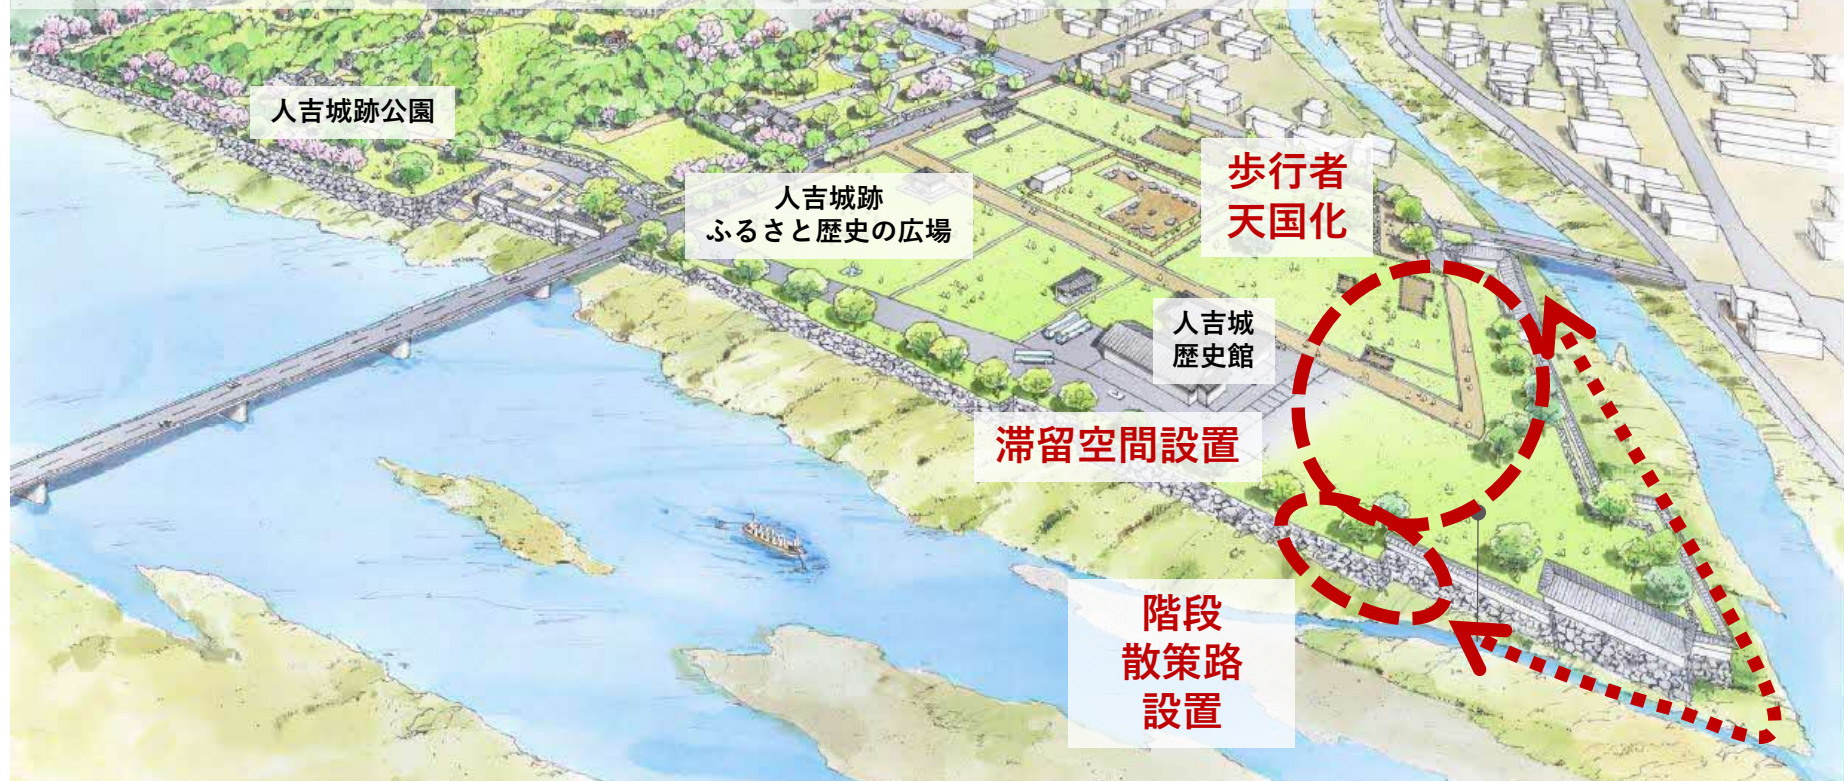 人吉城跡公園
人吉城跡
ふるさと歴史の広場
歩行者
天国化
人吉城
歴史館
滞留空間設置
階段
散策路
設置